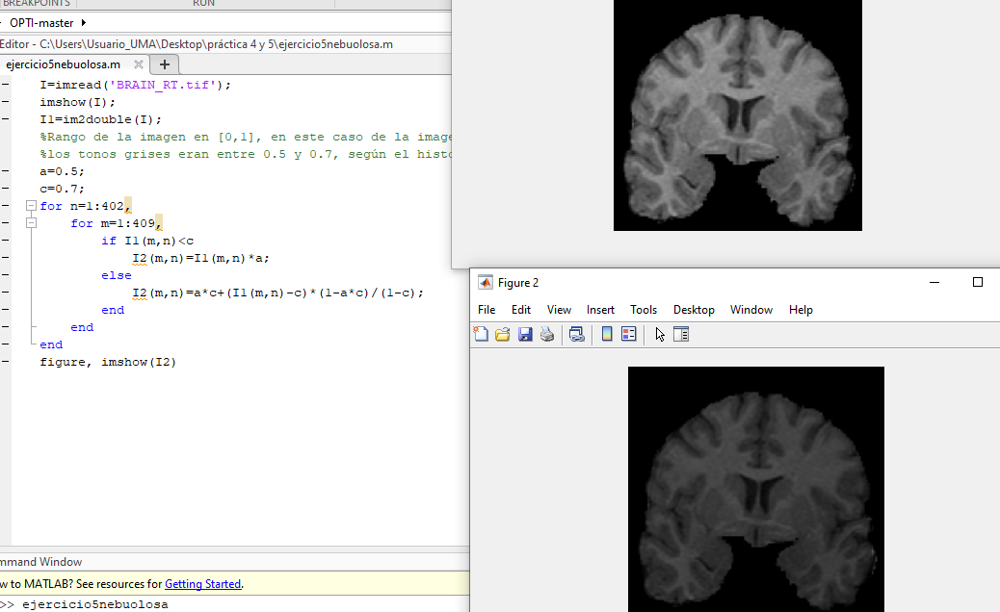 BREAKPOINTS RUN
OPTI-master
Editor - C:\Users\Usuario_UMA\Desktop\práctica 4 y 5\ejercicio5nebuolosa.m
ejercicio5nebuolosa.m
I=imread('BRAIN_RT.tif');
imshow(I);
I1=im2double(I);
%Rango de la imagen en [0,1], en este caso de la image
%los tonos grises eran entre 0.5 y 0.7, según el histo
a=0.5;
c=0.7;
for n=1:402,
for m=1:409,
if I1(m,n)<c
I2(m,n)=I1(m,n)*a;
else
I2(m,n)=a*c+(I1(m,n)-c)*(1-a*c)/(1-c);
end
end
end
figure, imshow(I2)
Figure 2
File Edit View Insert Tools Desktop Window Help
mmand Window
w to MATLAB? See resources for Getting Started.
>> ejercicio5nebuolosa